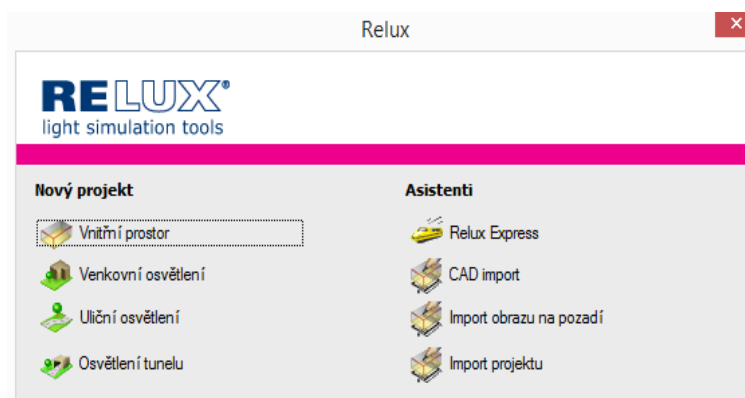 Relux
RELUX®
light simulation tools
Nový projekt
Vnitřní prostor
Venkovní osvětlení
Uliční osvětlení
Osvětlení tunelu
Asistenti
Relux Express
CAD import
Import obrazu na pozadí
Import projektu